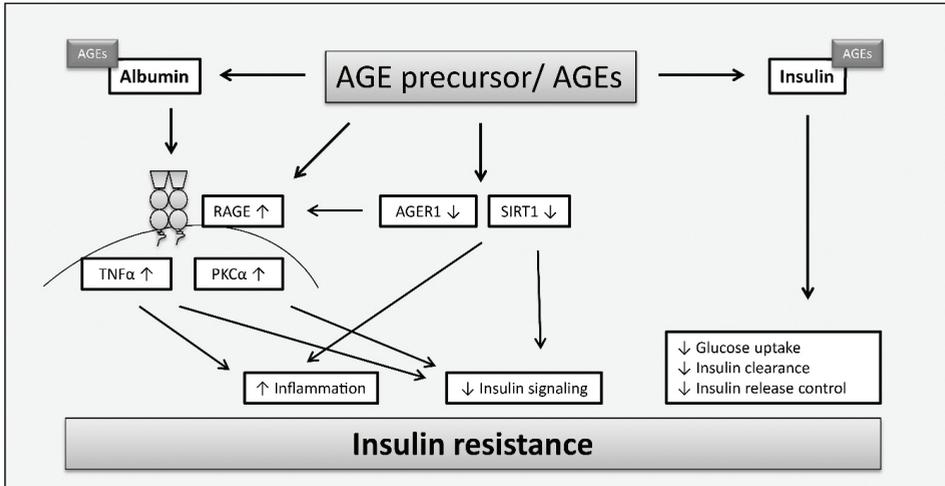 AGEs
Albumin
AGE precursor/ AGEs
AGEs
Insulin
RAGE ↑
AGER1 ↓
SIRT1 ↓
TNFα ↑
PKCα ↑
↑ Inflammation
↓ Insulin signaling
↓ Glucose uptake
↓ Insulin clearance
↓ Insulin release control
Insulin resistance